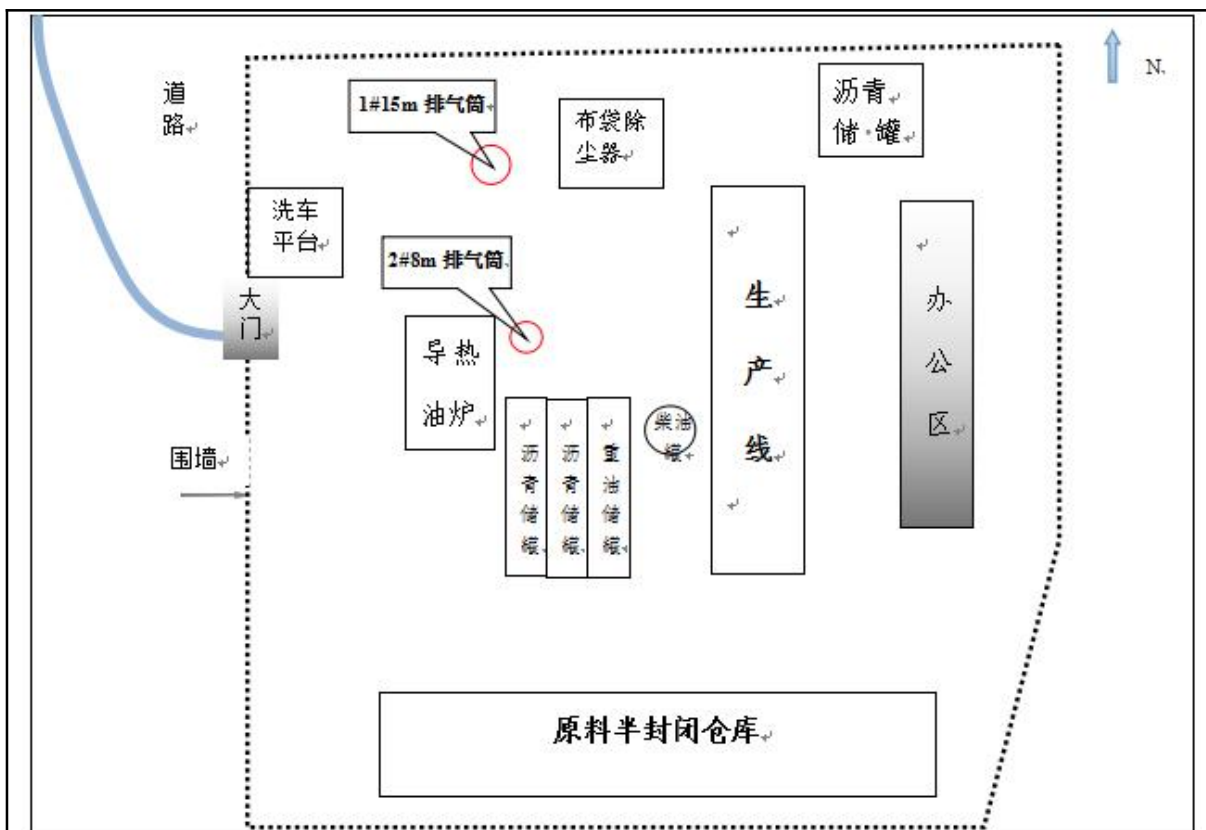 道
路
1#15m 排气筒
布袋除
尘器
沥青
储·罐
N
洗车
平台
2#8m 排气筒
大
门
导热
油炉
生
产
线
办
公
区
围墙
沥
青
储
罐
沥
青
储
罐
重
油
储
罐
柴油
罐
原料半封闭仓库